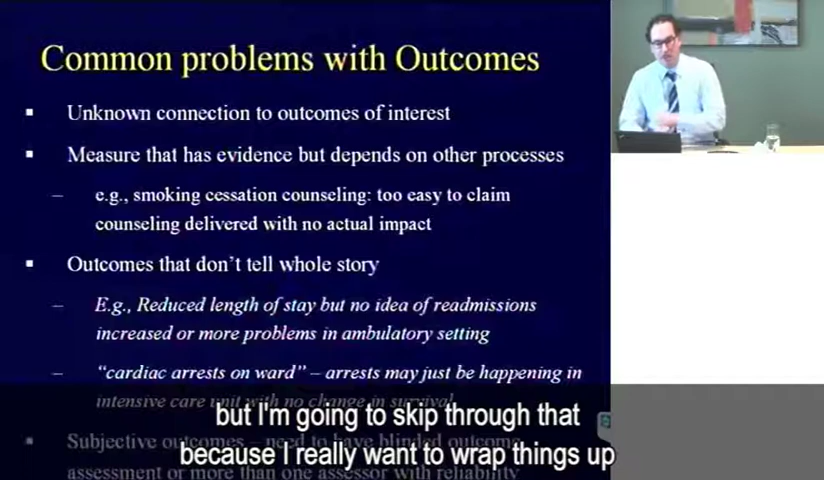 Common problems with Outcomes
▪ Unknown connection to outcomes of interest
▪ Measure that has evidence but depends on other processes
– e.g., smoking cessation counseling: too easy to claim
counseling delivered with no actual impact
▪ Outcomes that don't tell whole story
– E.g., Reduced length of stay but no idea of readmissions
increased or more problems in ambulatory setting
– "cardiac arrests on ward" – arrests may just be happening in
intensive care unit with no change in survival
▪ Subjective outcomes – need to have blinded outcome
assessment or more than one assessor with reliability
but I'm going to skip through that
because I really want to wrap things up